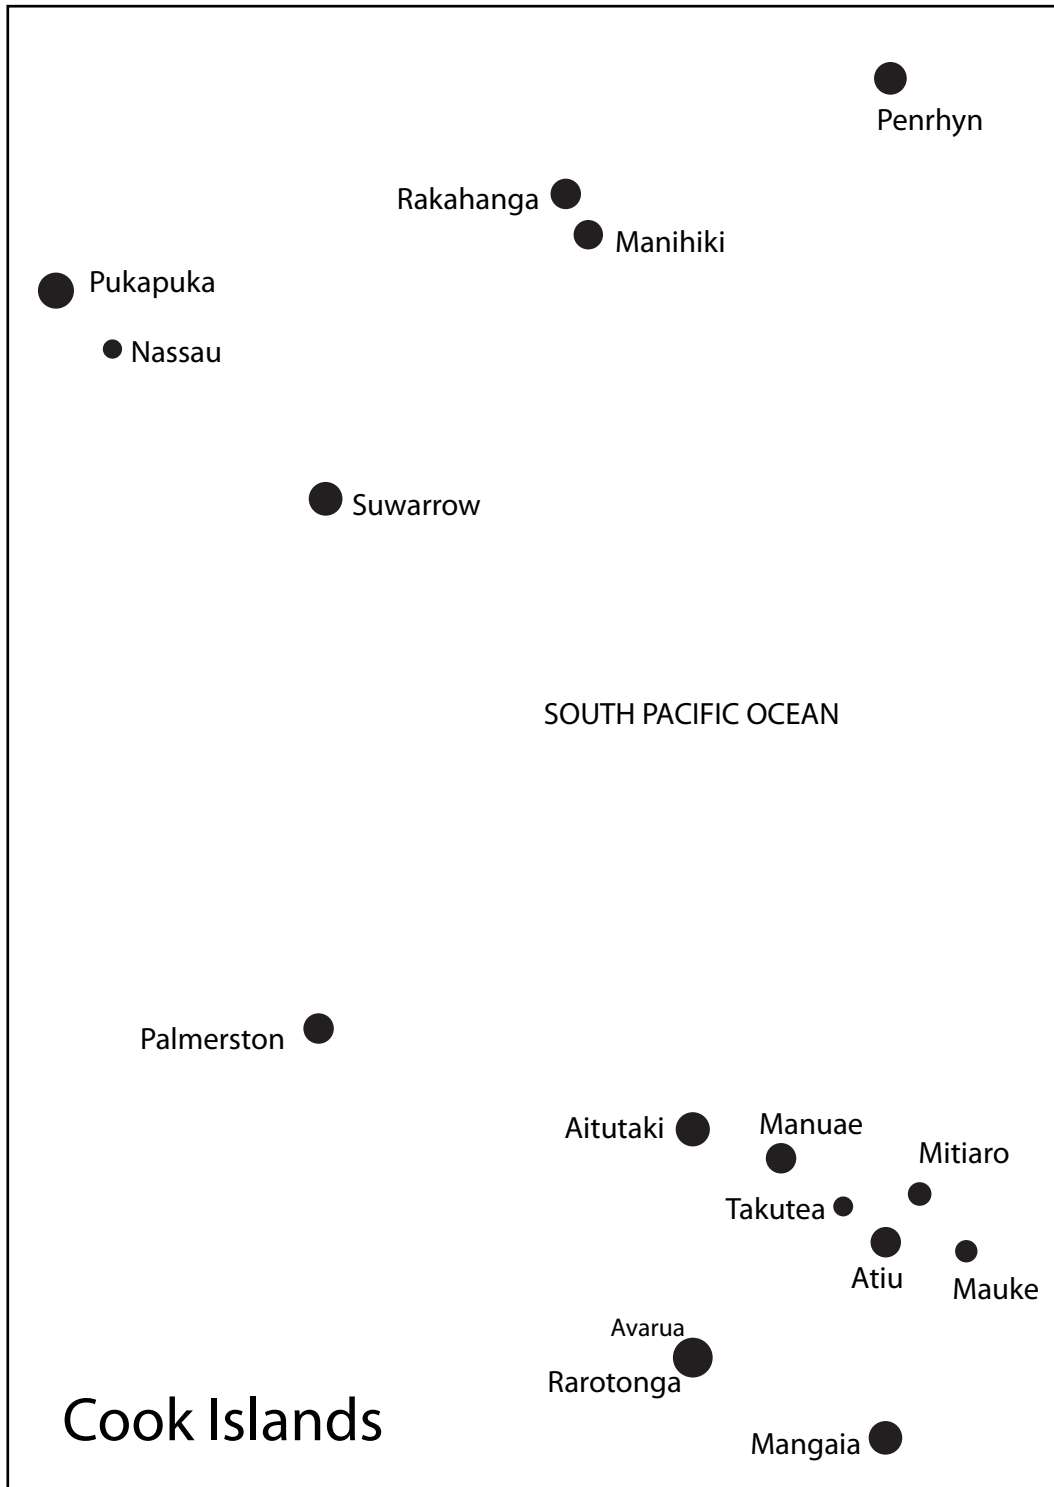 Penrhyn
Rakahanga
Manihiki
Pukapuka
Nassau
Suwarrow
SOUTH PACIFIC OCEAN
Palmerston
Aitutaki
Manuae
Mitiaro
Takutea
Atiu
Mauke
Avarua
Rarotonga
Cook Islands
Mangaia